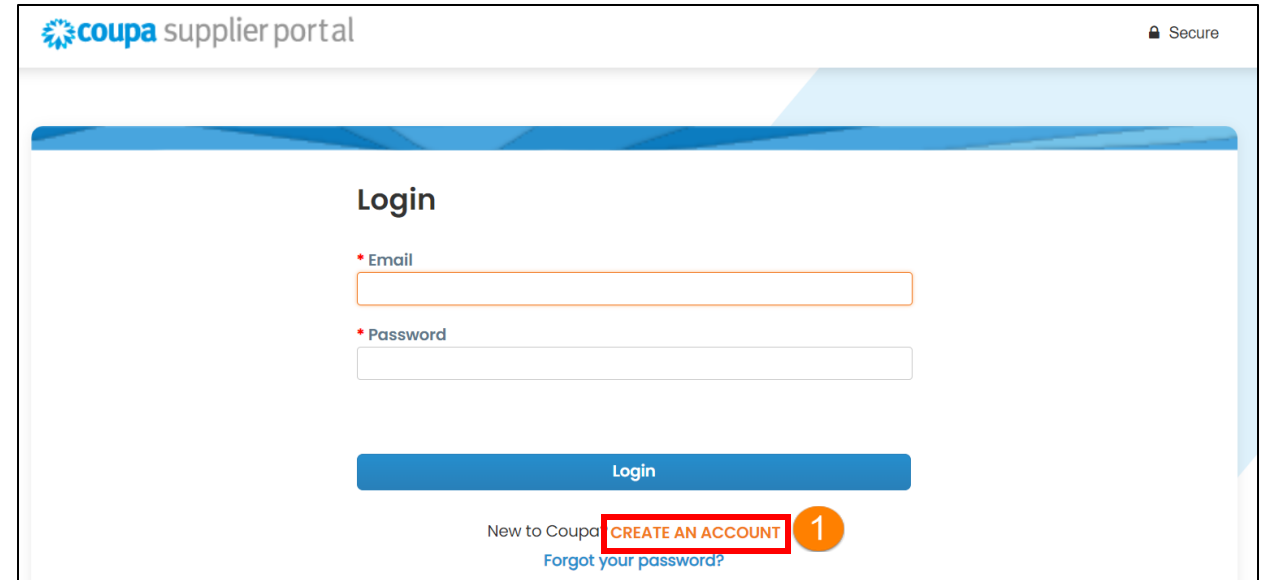 coupa supplier portal
Secure
Login
* Email
* Password
Login
New to Coupa? CREATE AN ACCOUNT 1
Forgot your password?